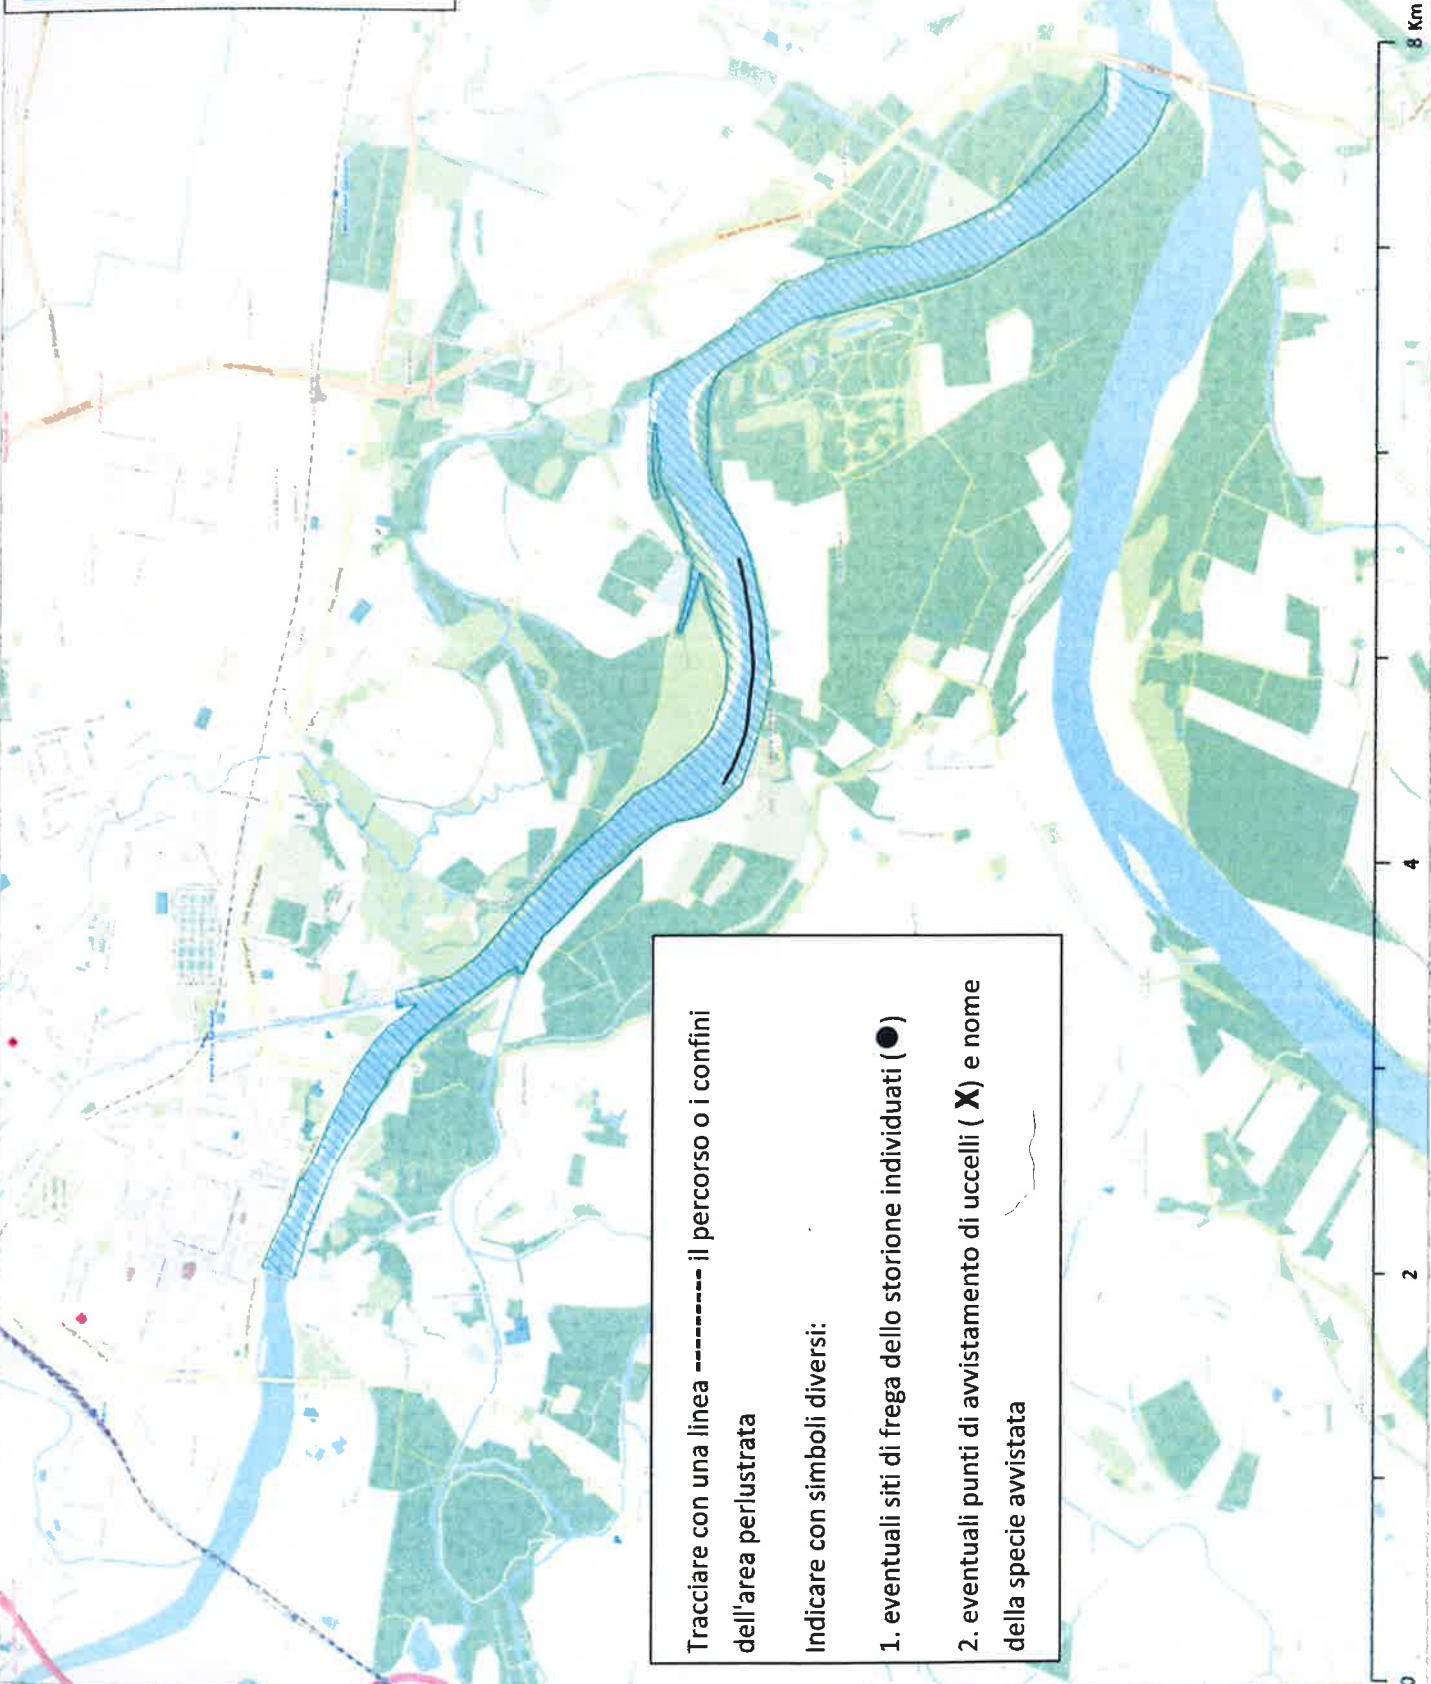 Tracciare con una linea --------- il percorso o i confini
dell'area perlustrata
Indicare con simboli diversi:
1. eventuali siti di frega dello storione individuati (●)
2. eventuali punti di avvistamento di uccelli ( X) e nome
della specie avvistata
0
2
4
8 Km